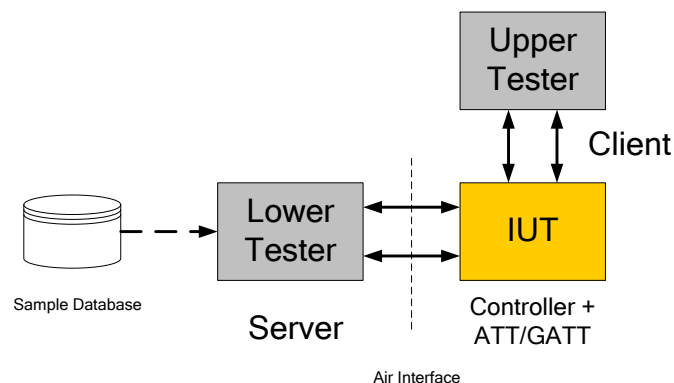 Upper
Tester
Client
Lower
Tester
IUT
Sample Database
Server
Controller +
ATT/GATT
Air Interface